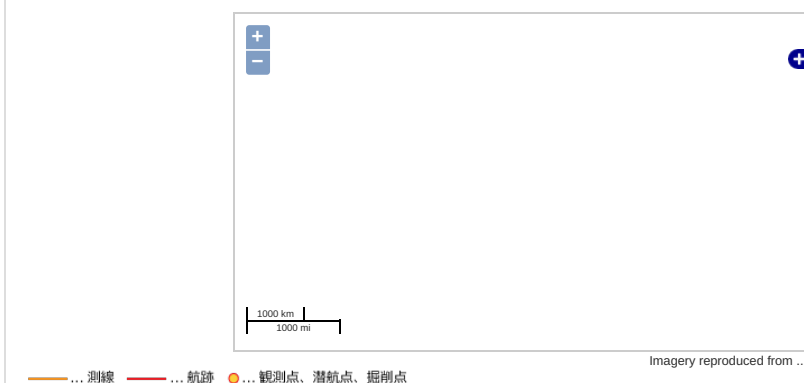 +
−
+
1000 km
1000 mi
Imagery reproduced from ...
... 測線 ... 航跡 ... 観測点、潜航点、掘削点